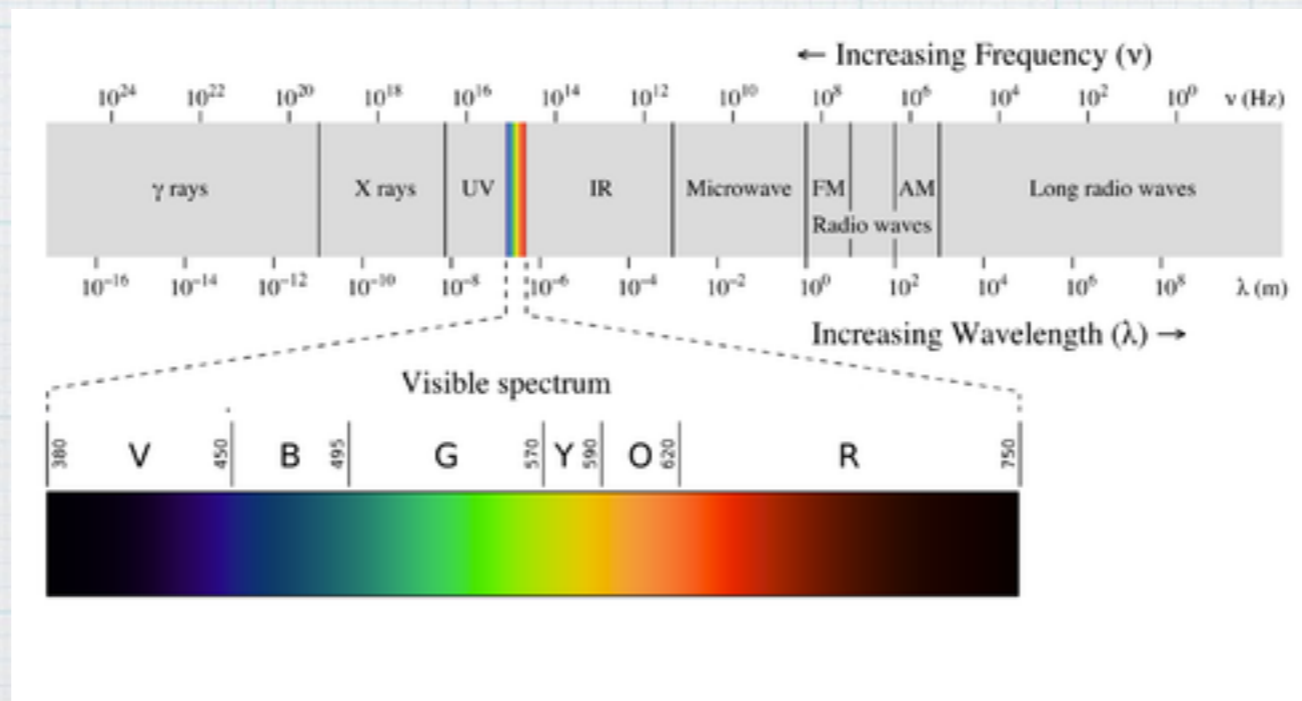 ← Increasing Frequency (ν)
10²⁴ 10²² 10²⁰ 10¹⁸ 10¹⁶ 10¹⁴ 10¹² 10¹⁰ 10⁸ 10⁶ 10⁴ 10² 10⁰ ν (Hz)
γ rays X rays UV IR Microwave FM AM Long radio waves
Radio waves
10⁻¹⁶ 10⁻¹⁴ 10⁻¹² 10⁻¹⁰ 10⁻⁸ 10⁻⁶ 10⁻⁴ 10⁻² 10⁰ 10² 10⁴ 10⁶ 10⁸ λ (m)
Increasing Wavelength (λ) →
Visible spectrum
380 V 450 B 495 G 570 Y 590 O 620 R 750